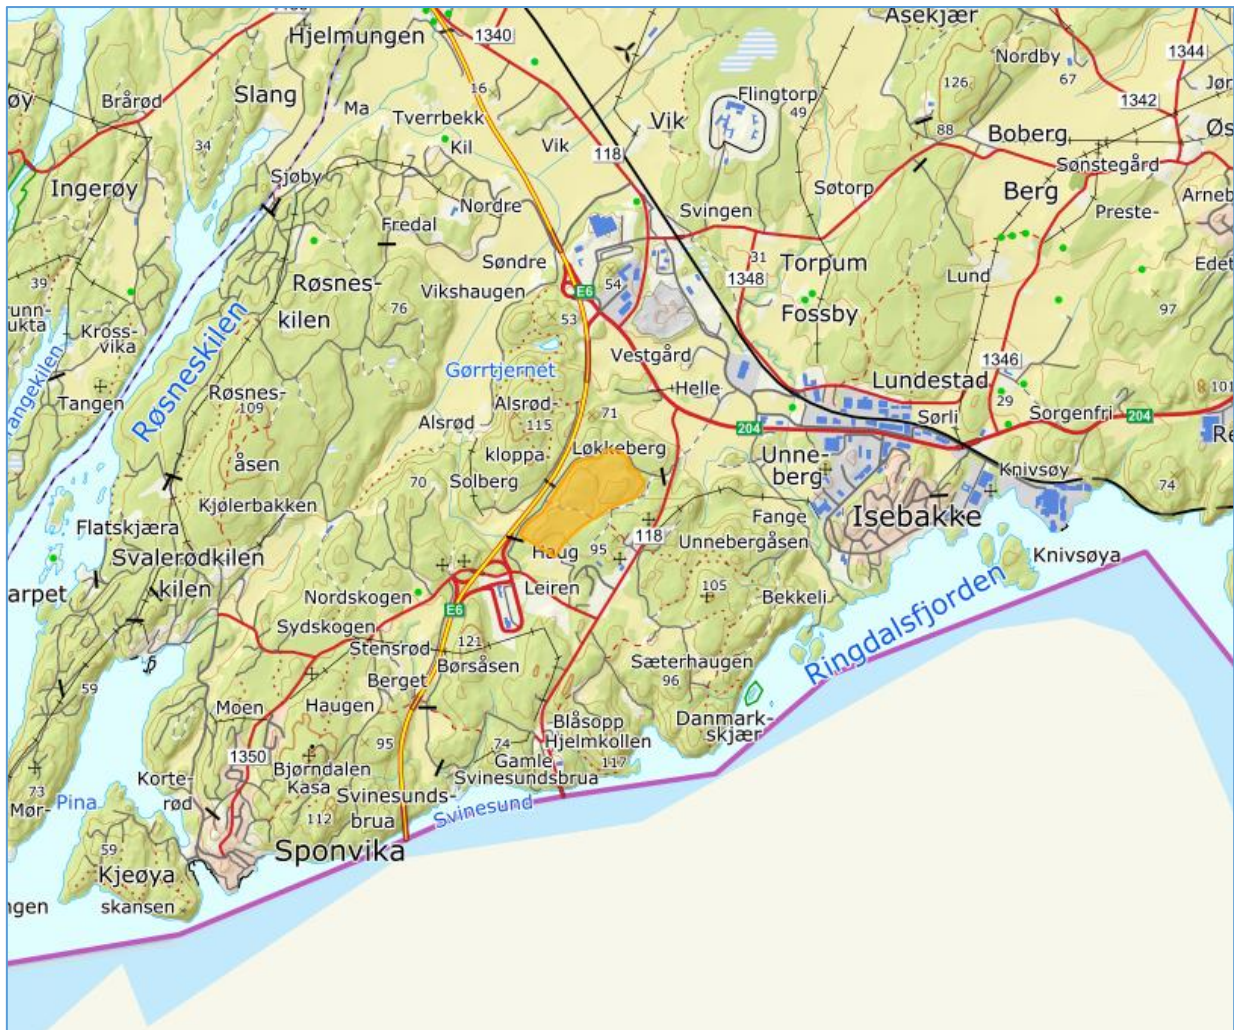 Asekjær
Hjelmungen
1340
Nordby
1344
126
67
Slang
16
Brårød
Ma
Flingtorp
1342
Tverrbekk
49
Vik
88
Boberg
34
Kil
Vik
118
Sønstegård
Ingerøy
Sjøby
Søtorp
Berg
Nordre
Svingen
Preste-
Fredal
Søndre
31
Torpum
Lund
39
Røsnes-
kilen
Vikshaugen
E6
54
1348
76
53
Fossby
97
Kross-
vika
Røsneskilen
Vestgård
1346
Gørrtjernet
Helle
Lundestad
Tangen
Røsnes-
109
åsen
Alsrød-
115
kloppa
71
29
101
Alsrød
204
Sørli
Sorgenfri
204
Løkkeberg
Unne-
berg
Solberg
70
Knivsøy
74
Kjølerbakken
Isebakke
Fange
Flatskjæra
118
Unnebergåsen
Svalerødkilen
kilen
Haug
95
Knivsøya
105
Leiren
Nordskogen
Bekkeli
E6
Sydskogen
Ringdalsfjorden
Stensrød
121
Børsåsen
Sæterhaugen
96
59
Berget
Moen
Haugen
Danmark-
skjær
Blåsopp
Hjelmkollen
95
74
1350
Gamle
Svinesundsbrua
117
Bjørndalen
Kasa
Korte-
rød
73
Pina
Mør-
Svinesunds-
brua
Svinesund
112
59
Sponvika
Kjeøya
skansen